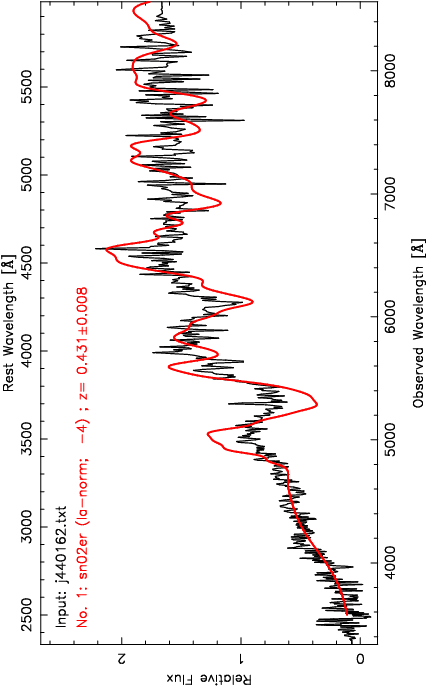 Rest Wavelength [Å]
2500 3000 3500 4000 4500 5000 5500
Input: j440162.txt
No. 1: sn02er (Ia-norm; -4) ; z= 0.431±0.008
Relative Flux
0 1 2
4000 5000 6000 7000 8000
Observed Wavelength [Å]